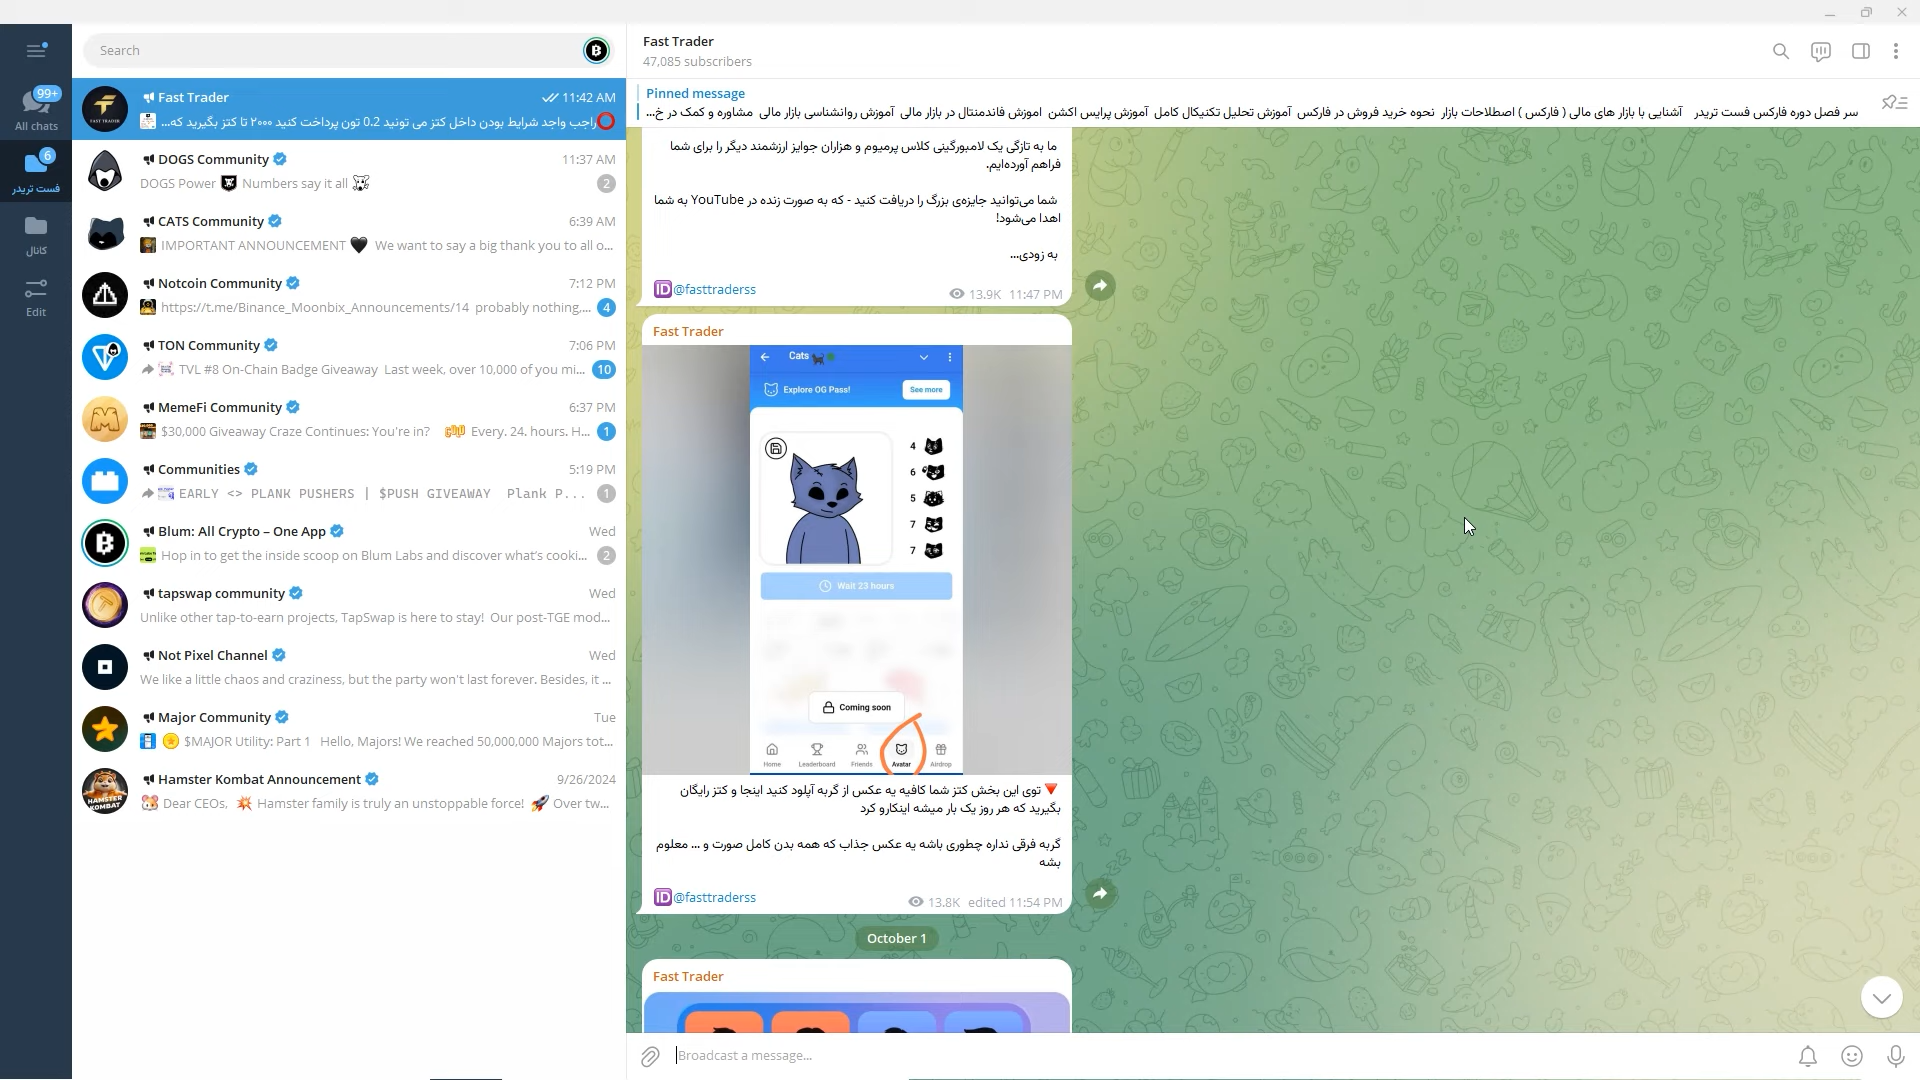 Search
99+
All chats
6
فست تریدر
کانال
Edit
Fast Trader
11:42 AM
راجب واجد شرایط بودن داخل کتز می تونید 0.2 تون پرداخت کنید ۲۰۰۰ تا کتز بگیرید که...
DOGS Community
11:37 AM
DOGS Power Numbers say it all
2
CATS Community
6:39 AM
IMPORTANT ANNOUNCEMENT We want to say a big thank you to all o...
Notcoin Community
7:12 PM
https://t.me/Binance_Moonbix_Announcements/14 probably nothing,...
4
TON Community
7:06 PM
TVL #8 On-Chain Badge Giveaway Last week, over 10,000 of you mi...
10
MemeFi Community
6:37 PM
$30,000 Giveaway Craze Continues: You're in? Every. 24. hours. H...
1
Communities
5:19 PM
EARLY <> PLANK PUSHERS | $PUSH GIVEAWAY Plank P...
1
Blum: All Crypto – One App
Wed
Hop in to get the inside scoop on Blum Labs and discover what's cooki...
2
tapswap community
Wed
Unlike other tap-to-earn projects, TapSwap is here to stay! Our post-TGE mod...
Not Pixel Channel
Wed
We like a little chaos and craziness, but the party won't last forever. Besides, it ...
Major Community
Tue
$MAJOR Utility: Part 1 Hello, Majors! We reached 50,000,000 Majors tot...
Hamster Kombat Announcement
9/26/2024
Dear CEOs, Hamster family is truly an unstoppable force! Over tw...
HAMSTER KOMBAT
Fast Trader
47,085 subscribers
Pinned message
سر فصل دوره فارکس فست تریدر آشنایی با بازار های مالی ( فارکس ) اصطلاحات بازار نحوه خرید فروش در فارکس آموزش تحلیل تکنیکال کامل آموزش پرایس اکشن اموزش فاندمنتال در بازار مالی آموزش روانشناسی بازار مالی مشاوره و کمک در خ...
ما به تازگی یک لامبورگینی کلاس پرمیوم و هزاران جوایز ارزشمند دیگر را برای شما
فراهم آورده‌ایم.
شما می‌توانید جایزه‌ی بزرگ را دریافت کنید - که به صورت زنده در YouTube به شما
اهدا می‌شود!
به زودی...
ID @fasttraderss
13.9K 11:47 PM
Fast Trader
Cats
Explore OG Pass!
See more
4
6
5
7
7
Wait 23 hours
Coming soon
Home
Leaderboard
Friends
Avatar
Airdrop
توی این بخش کتز شما کافیه یه عکس از گربه آپلود کنید اینجا و کتز رایگان
بگیرید که هر روز یک بار میشه اینکارو کرد
گربه فرقی نداره چطوری باشه یه عکس جذاب که همه بدن کامل صورت و ... معلوم
بشه
ID @fasttraderss
13.8K edited 11:54 PM
October 1
Fast Trader
Broadcast a message...